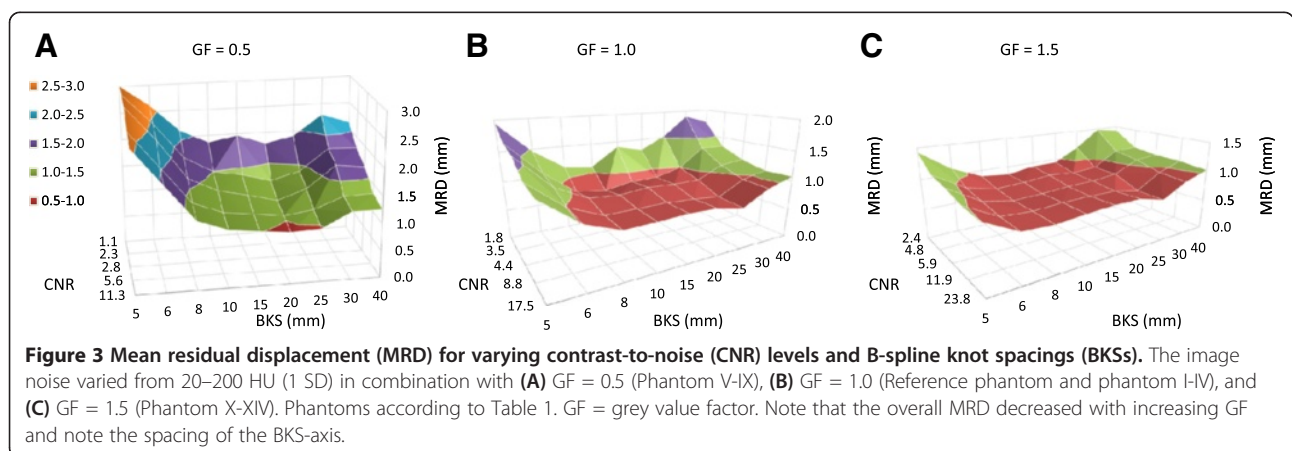 A
GF = 0.5
2.5-3.0
2.0-2.5
1.5-2.0
1.0-1.5
0.5-1.0
3.0
2.5
2.0
1.5
1.0
0.5
0.0
MRD (mm)
1.1
2.3
2.8
5.6
11.3
CNR
5 6 8 10 15 20 25 30 40
BKS (mm)
B
GF = 1.0
2.0
1.5
1.0
0.5
0.0
MRD (mm)
1.8
3.5
4.4
8.8
17.5
CNR
5 6 8 10 15 20 25 30 40
BKS (mm)
C
GF = 1.5
1.5
1.0
0.5
0.0
MRD (mm)
2.4
4.8
5.9
11.9
23.8
CNR
5 6 8 10 15 20 25 30 40
BKS (mm)
Figure 3 Mean residual displacement (MRD) for varying contrast-to-noise (CNR) levels and B-spline knot spacings (BKSs). The image
noise varied from 20–200 HU (1 SD) in combination with (A) GF = 0.5 (Phantom V-IX), (B) GF = 1.0 (Reference phantom and phantom I-IV), and
(C) GF = 1.5 (Phantom X-XIV). Phantoms according to Table 1. GF = grey value factor. Note that the overall MRD decreased with increasing GF
and note the spacing of the BKS-axis.